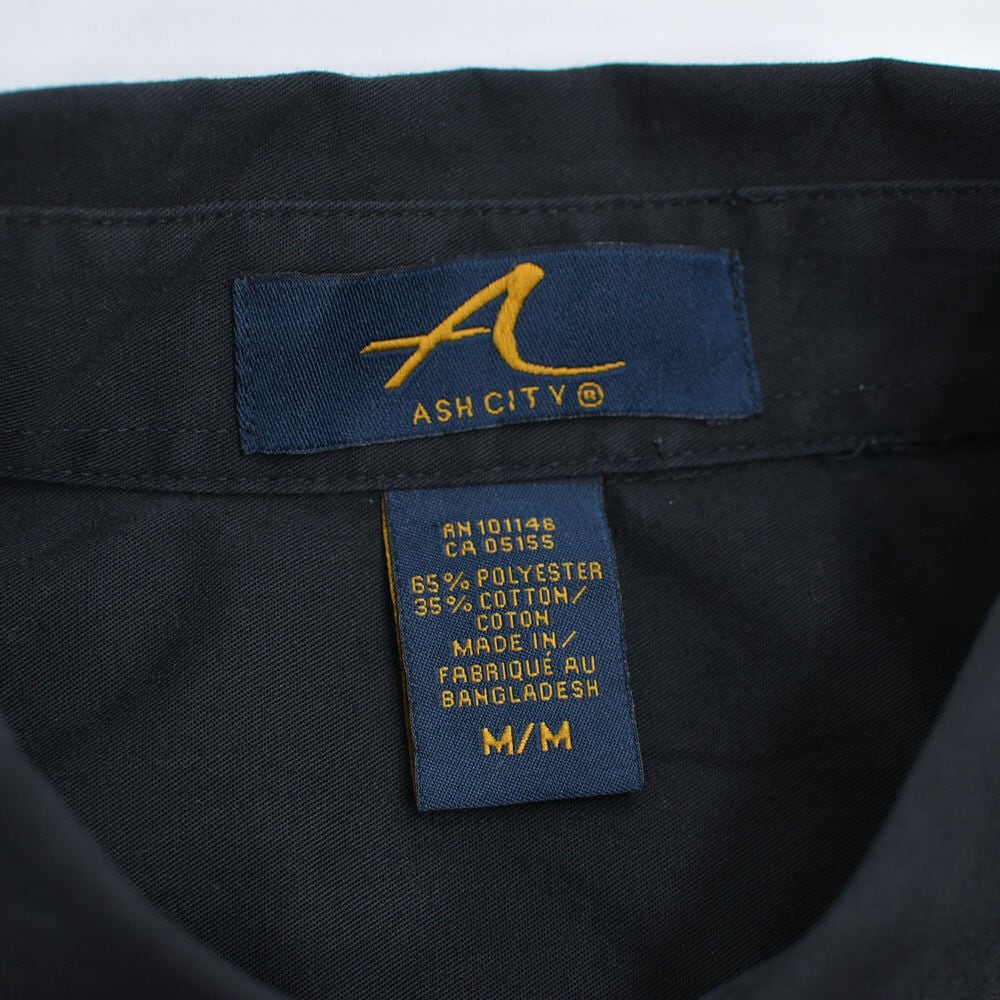 ASH CITY®
RN 101146
CA 05155
65% POLYESTER
35% COTTON/
COTON
MADE IN/
FABRIQUÉ AU
BANGLADESH
M/M